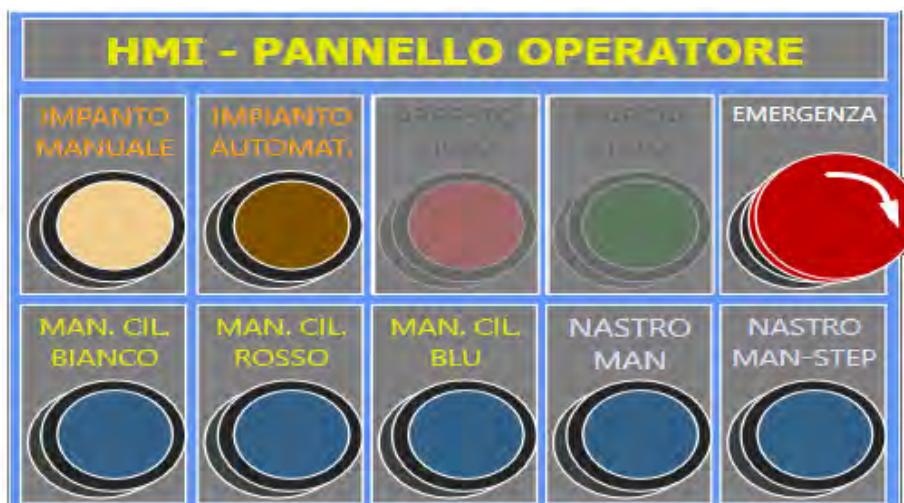 HMI - PANNELLO OPERATORE
IMPANTO
MANUALE
IMPIANTO
AUTOMAT.
EMERGENZA
MAN. CIL.
BIANCO
MAN. CIL.
ROSSO
MAN. CIL.
BLU
NASTRO
MAN
NASTRO
MAN-STEP